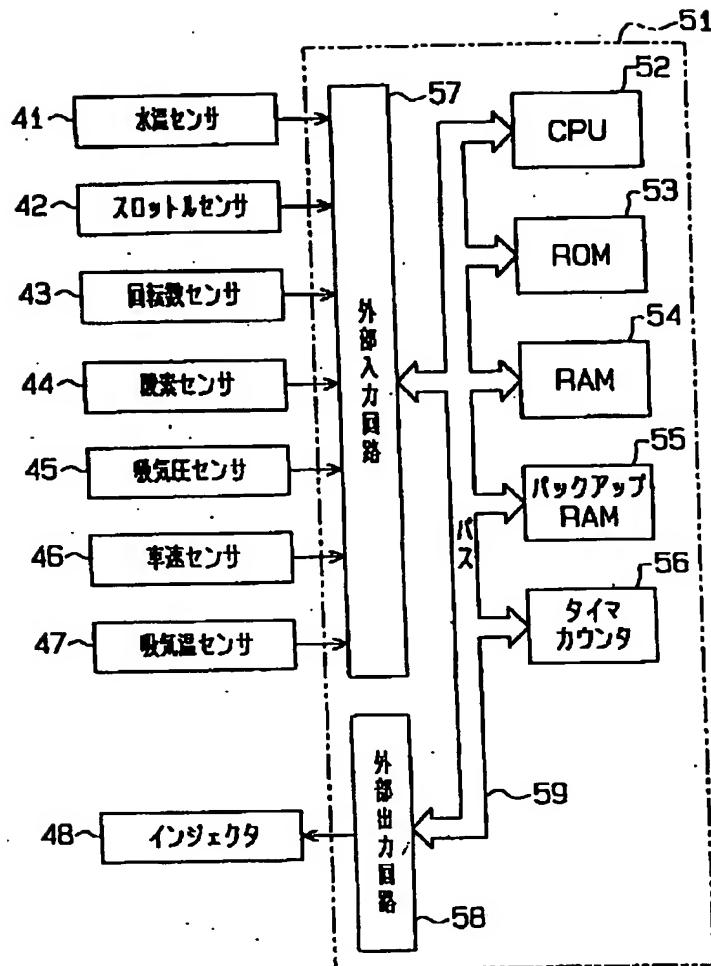 51
57
52
41
水温センサ
CPU
42
スロットルセンサ
53
ROM
43
回転数センサ
外部入力回路
54
44
酸素センサ
RAM
45
吸気圧センサ
55
バックアップ
RAM
バス
46
車速センサ
56
タイマ
カウンタ
47
吸気温センサ
外部出力回路
59
48
インジェクタ
58